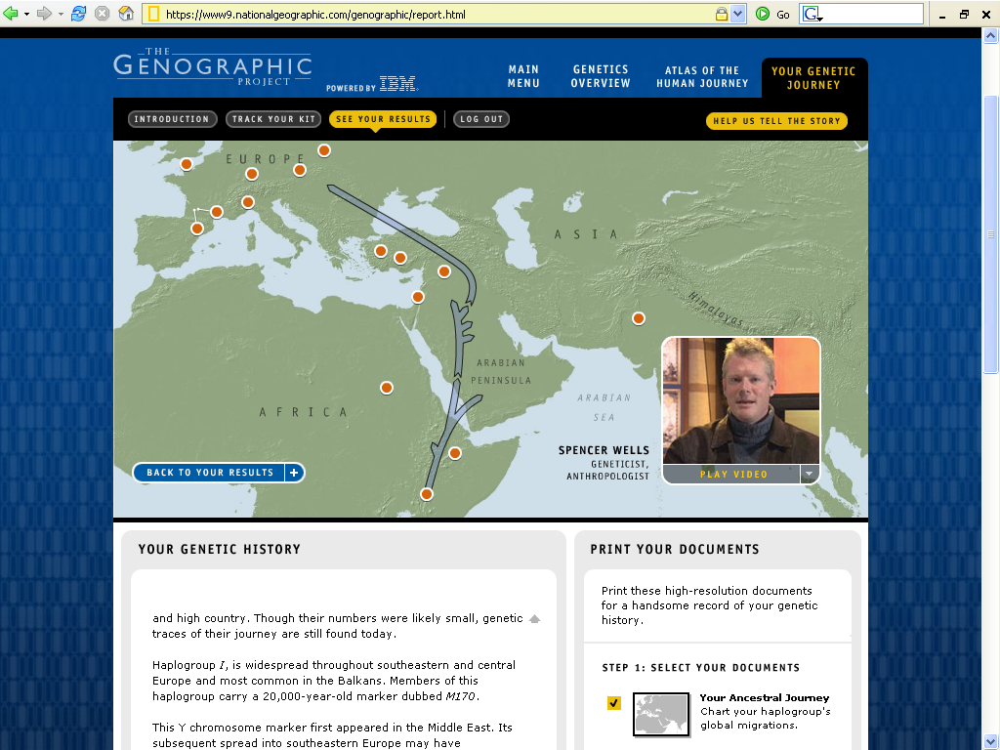 https://www9.nationalgeographic.com/genographic/report.html
Go
G
THE
GENOGRAPHIC
PROJECT
POWERED BY IBM
MAIN
MENU
GENETICS
OVERVIEW
ATLAS OF THE
HUMAN JOURNEY
YOUR GENETIC
JOURNEY
INTRODUCTION
TRACK YOUR KIT
SEE YOUR RESULTS
LOG OUT
HELP US TELL THE STORY
EUROPE
ASIA
Himalayas
ARABIAN
PENINSULA
ARABIAN
SEA
AFRICA
SPENCER WELLS
GENETICIST,
ANTHROPOLOGIST
PLAY VIDEO
BACK TO YOUR RESULTS +
YOUR GENETIC HISTORY
and high country. Though their numbers were likely small, genetic
traces of their journey are still found today.
Haplogroup I, is widespread throughout southeastern and central
Europe and most common in the Balkans. Members of this
haplogroup carry a 20,000-year-old marker dubbed M170.
This Y chromosome marker first appeared in the Middle East. Its
subsequent spread into southeastern Europe may have
PRINT YOUR DOCUMENTS
Print these high-resolution documents
for a handsome record of your genetic
history.
STEP 1: SELECT YOUR DOCUMENTS
Your Ancestral Journey
Chart your haplogroup's
global migrations.